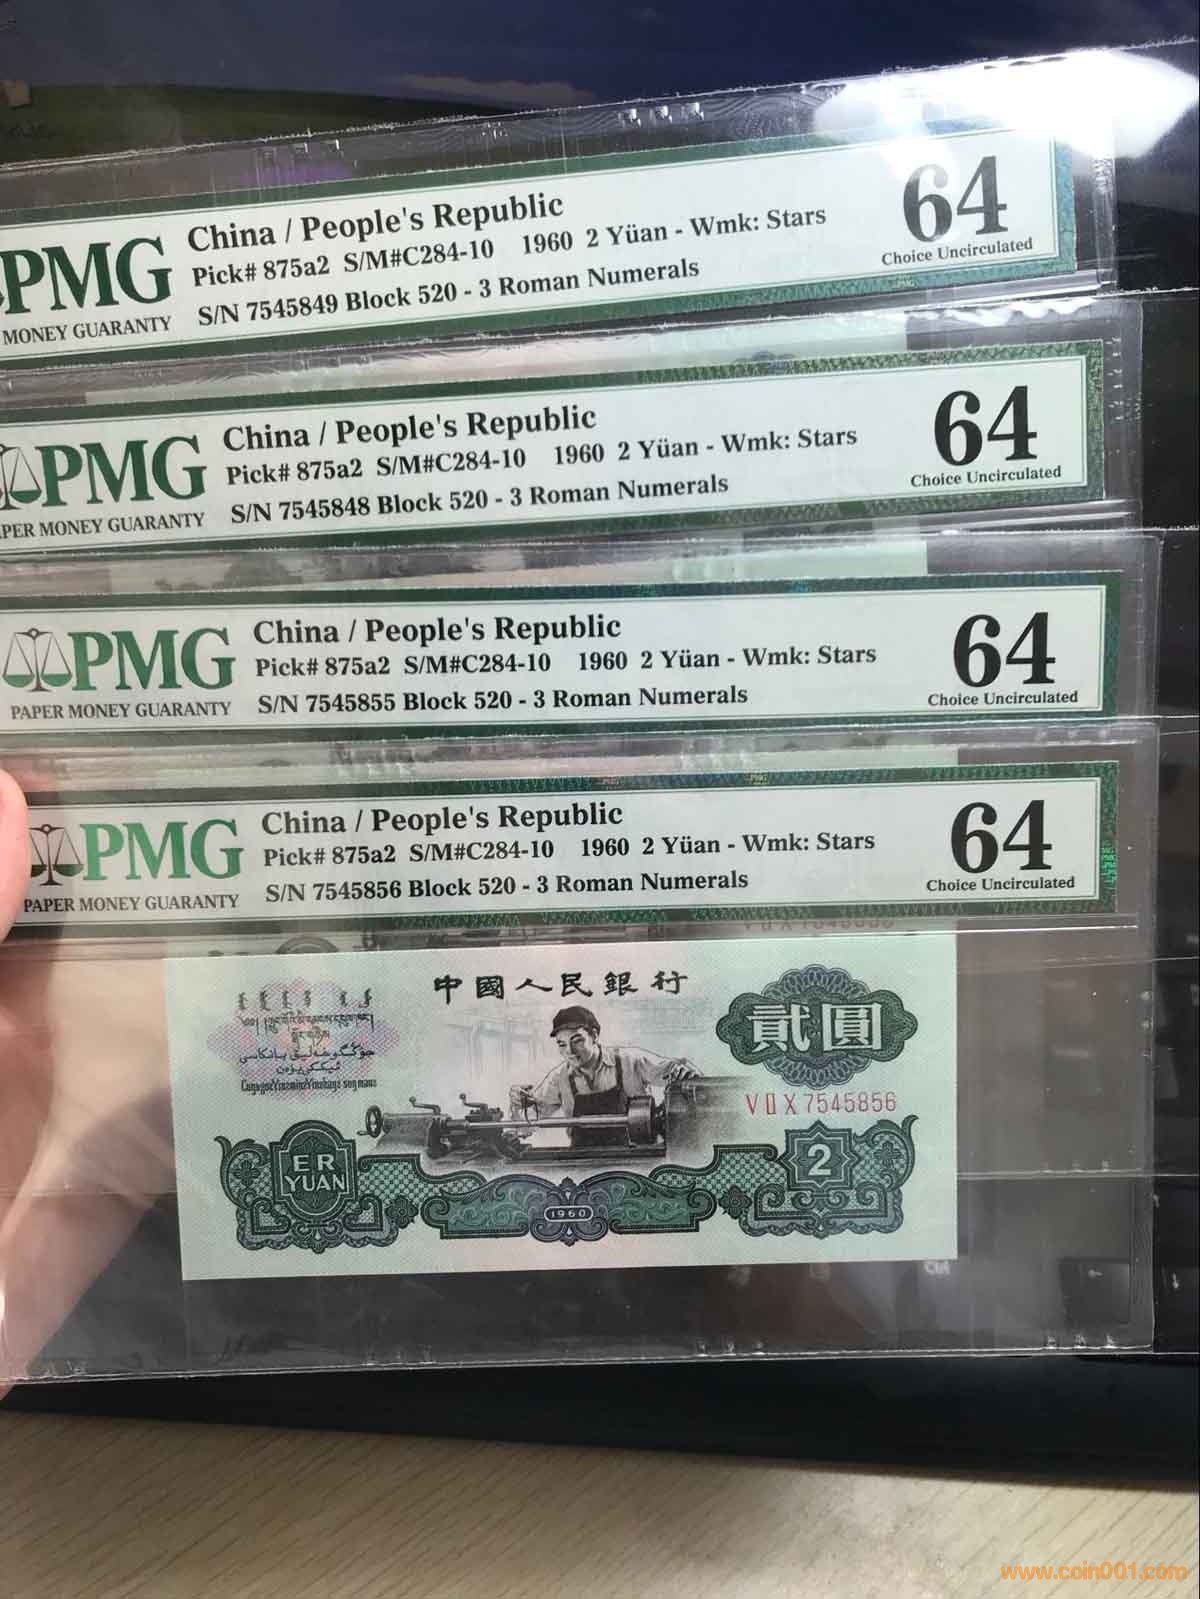 PMG
MONEY GUARANTY
China / People's Republic
Pick# 875a2 S/M#C284-10 1960 2 Yüan - Wmk: Stars
S/N 7545849 Block 520 - 3 Roman Numerals
64
Choice Uncirculated
PMG
PER MONEY GUARANTY
China / People's Republic
Pick# 875a2 S/M#C284-10 1960 2 Yüan - Wmk: Stars
S/N 7545848 Block 520 - 3 Roman Numerals
64
Choice Uncirculated
PMG
PAPER MONEY GUARANTY
China / People's Republic
Pick# 875a2 S/M#C284-10 1960 2 Yüan - Wmk: Stars
S/N 7545855 Block 520 - 3 Roman Numerals
64
Choice Uncirculated
PMG
PAPER MONEY GUARANTY
China / People's Republic
Pick# 875a2 S/M#C284-10 1960 2 Yüan - Wmk: Stars
S/N 7545856 Block 520 - 3 Roman Numerals
64
Choice Uncirculated
中國人民銀行
貳圓
V II X 7545856
ER
YUAN
2
1960
www.coin001.com